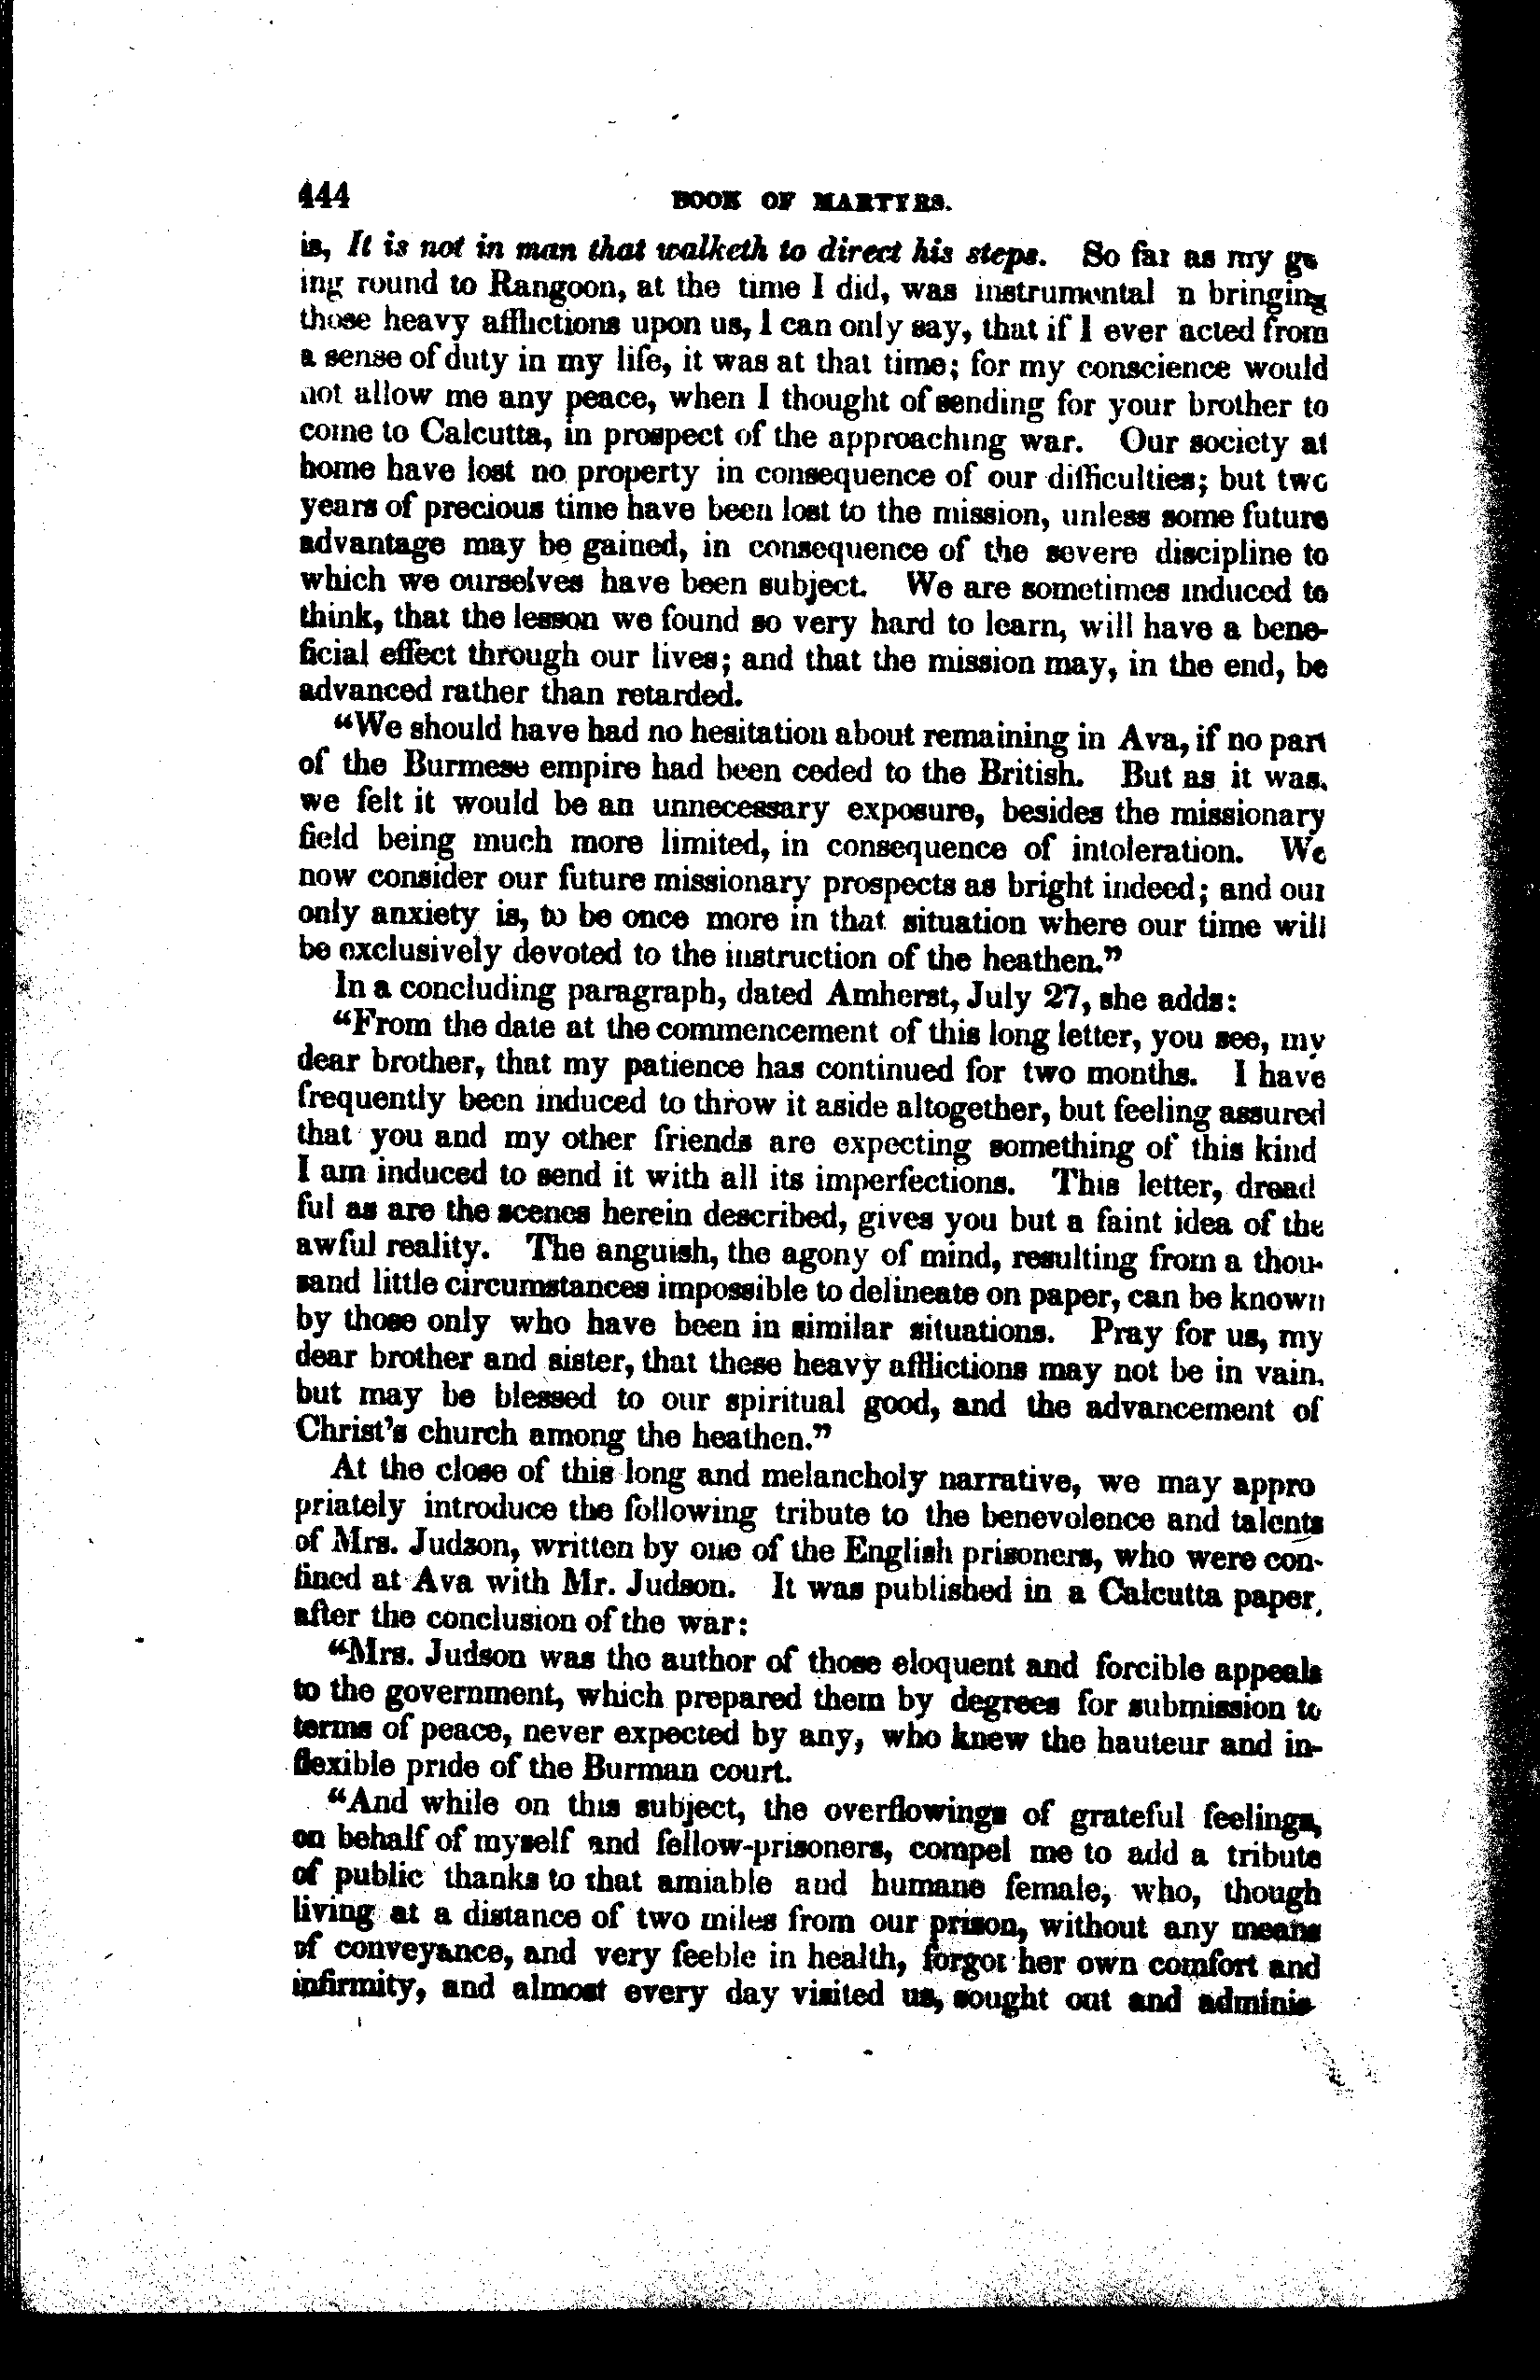 444 BOOK OF MARTYRS.
is, It is not in man that walketh to direct his steps. So far as my go
ing round to Rangoon, at the time I did, was instrumental n bringing
those heavy afflictions upon us, I can only say, that if I ever acted from
a sense of duty in my life, it was at that time; for my conscience would
not allow me any peace, when I thought of sending for your brother to
come to Calcutta, in prospect of the approaching war. Our society at
home have lost no property in consequence of our difficulties; but two
years of precious time have been lost to the mission, unless some future
advantage may be gained, in consequence of the severe discipline to
which we ourselves have been subject. We are sometimes induced to
think, that the lesson we found so very hard to learn, will have a bene-
ficial effect through our lives; and that the mission may, in the end, be
advanced rather than retarded.
“We should have had no hesitation about remaining in Ava, if no part
of the Burmese empire had been ceded to the British. But as it was,
we felt it would be an unnecessary exposure, besides the missionary
field being much more limited, in consequence of intoleration. We
now consider our future missionary prospects as bright indeed; and our
only anxiety is, to be once more in that situation where our time will
be exclusively devoted to the instruction of the heathen.”
In a concluding paragraph, dated Amherst, July 27, she adds:
“From the date at the commencement of this long letter, you see, my
dear brother, that my patience has continued for two months. I have
frequently been induced to throw it aside altogether, but feeling assured
that you and my other friends are expecting something of this kind
I am induced to send it with all its imperfections. This letter, dread
ful as are the scenes herein described, gives you but a faint idea of the
awful reality. The anguish, the agony of mind, resulting from a thou-
sand little circumstances impossible to delineate on paper, can be known
by those only who have been in similar situations. Pray for us, my
dear brother and sister, that these heavy afflictions may not be in vain,
but may be blessed to our spiritual good, and the advancement of
Christ’s church among the heathen.”
At the close of this long and melancholy narrative, we may appro
priately introduce the following tribute to the benevolence and talents
of Mrs. Judson, written by one of the English prisoners, who were con-
fined at Ava with Mr. Judson. It was published in a Calcutta paper,
after the conclusion of the war:
“Mrs. Judson was the author of those eloquent and forcible appeals
to the government, which prepared them by degrees for submission to
terms of peace, never expected by any, who knew the hauteur and in-
flexible pride of the Burman court.
“And while on this subject, the overflowings of grateful feelings,
on behalf of myself and fellow-prisoners, compel me to add a tribute
of public thanks to that amiable and humane female, who, though
living at a distance of two miles from our prison, without any means
of conveyance, and very feeble in health, forgot her own comfort and
infirmity, and almost every day visited us, sought out and adminis-